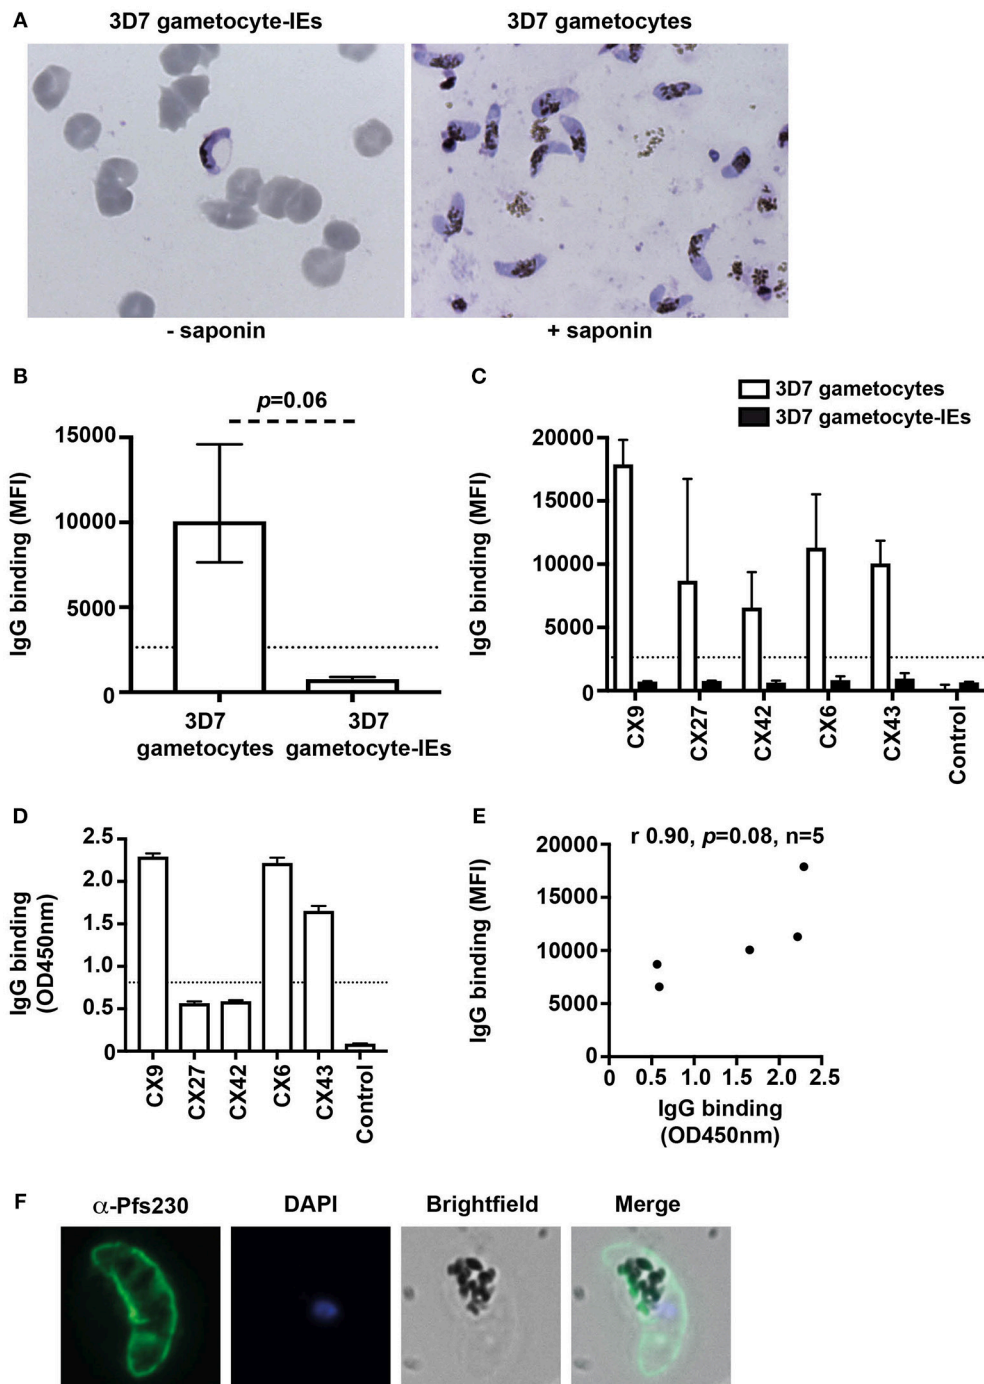 A
3D7 gametocyte-IEs
3D7 gametocytes
- saponin
+ saponin
B
p=0.06
IgG binding (MFI)
15000
10000
5000
0
3D7
gametocytes
3D7
gametocyte-IEs
C
3D7 gametocytes
3D7 gametocyte-IEs
IgG binding (MFI)
20000
15000
10000
5000
0
CX9
CX27
CX42
CX6
CX43
Control
D
IgG binding
(OD450nm)
2.5
2.0
1.5
1.0
0.5
0
CX9
CX27
CX42
CX6
CX43
Control
E
r 0.90, p=0.08, n=5
IgG binding (MFI)
20000
15000
10000
5000
0
0 0.5 1.0 1.5 2.0 2.5
IgG binding
(OD450nm)
F
α-Pfs230
DAPI
Brightfield
Merge